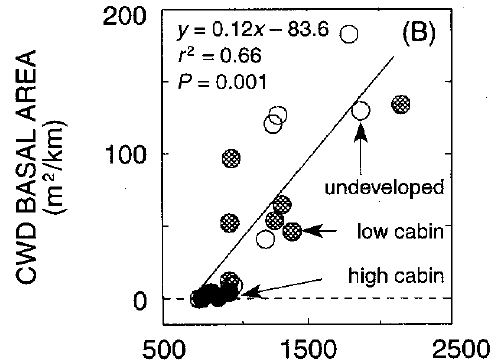 200
y = 0.12x – 83.6
(B)
r² = 0.66
P = 0.001
CWD BASAL AREA
(m²/km)
100
undeveloped
low cabin
high cabin
0
500
1500
2500